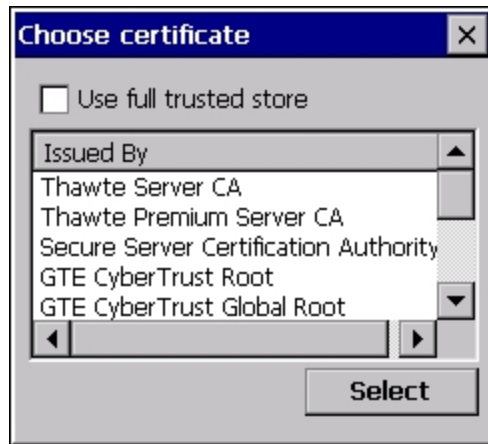 Choose certificate
Use full trusted store
Issued By
Thawte Server CA
Thawte Premium Server CA
Secure Server Certification Authority
GTE CyberTrust Root
GTE CyberTrust Global Root
Select